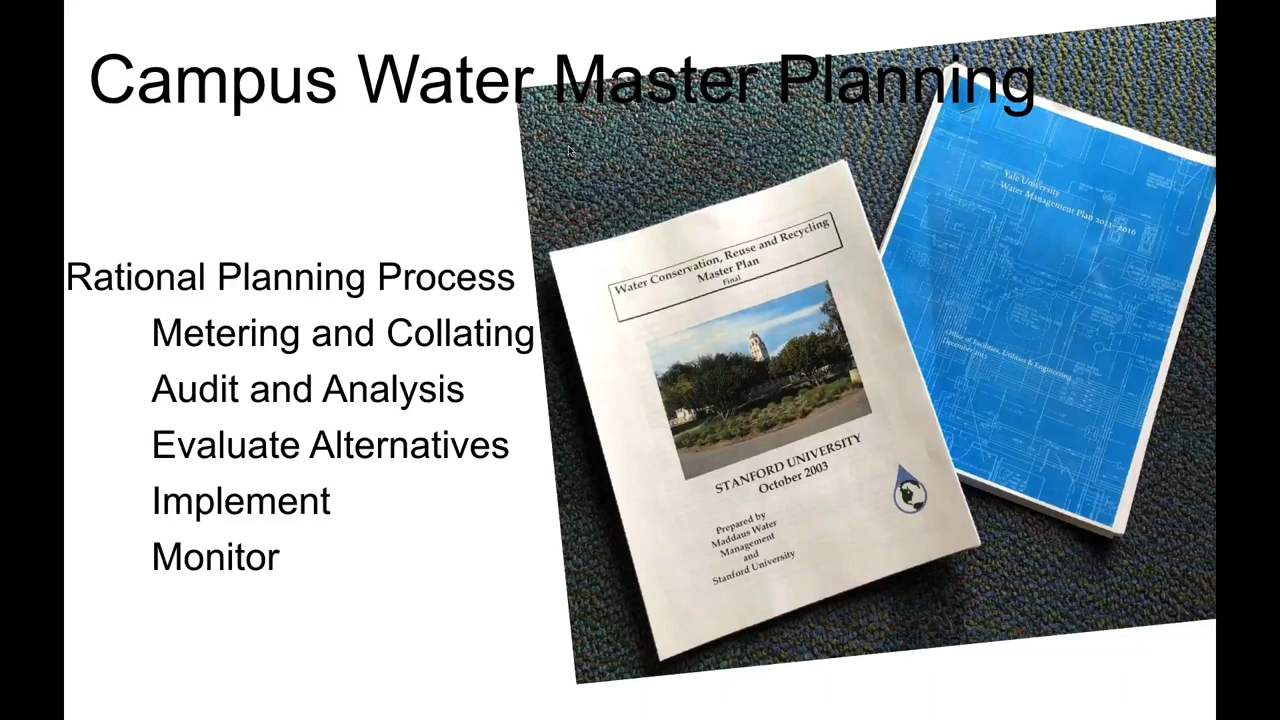 Campus Water Master Planning
Rational Planning Process
Metering and Collating
Audit and Analysis
Evaluate Alternatives
Implement
Monitor
Water Conservation, Reuse and Recycling
Master Plan
Final
STANFORD UNIVERSITY
October 2003
Prepared by
Maddaus Water
Management
and
Stanford University
Yale University
Water Management Plan 2013-2016
Office of Facilities, Utilities & Engineering
December, 2013